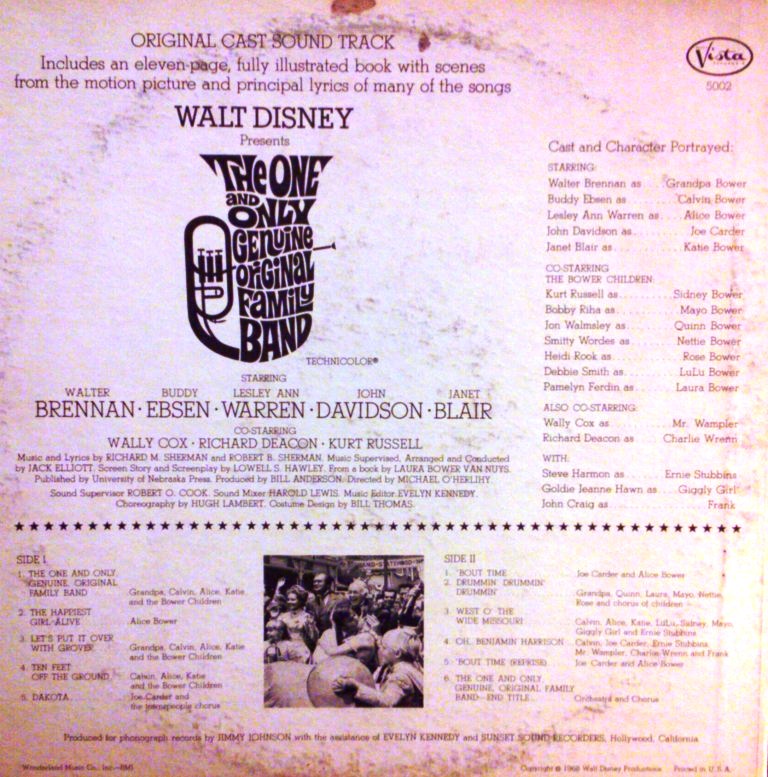 ORIGINAL CAST SOUND TRACK
Includes an eleven-page, fully illustrated book with scenes
from the motion picture and principal lyrics of many of the songs
Vista
5002
WALT DISNEY
Presents
THE ONE
AND
ONLY
GENUINE
ORIGINAL
FAMILY
BAND
TECHNICOLOR®
STARRING
WALTER BRENNAN · BUDDY EBSEN · LESLEY ANN WARREN · JOHN DAVIDSON · JANET BLAIR
CO-STARRING
WALLY COX · RICHARD DEACON · KURT RUSSELL
Music and Lyrics by RICHARD M. SHERMAN and ROBERT B. SHERMAN. Music Supervised, Arranged and Conducted
by JACK ELLIOTT. Screen Story and Screenplay by LOWELL S. HAWLEY. From a book by LAURA BOWER VAN NUYS.
Published by University of Nebraska Press. Produced by BILL ANDERSON. Directed by MICHAEL O'HERLIHY.
Sound Supervisor ROBERT O. COOK. Sound Mixer HAROLD LEWIS. Music Editor EVELYN KENNEDY.
Choreography by HUGH LAMBERT. Costume Design by BILL THOMAS.
Cast and Character Portrayed:
STARRING:
Walter Brennan as....Grandpa Bower
Buddy Ebsen as.......Calvin Bower
Lesley Ann Warren as....Alice Bower
John Davidson as........Joe Carder
Janet Blair as..........Katie Bower
CO-STARRING
THE BOWER CHILDREN:
Kurt Russell as.......Sidney Bower
Bobby Riha as.........Mayo Bower
Jon Walmsley as.......Quinn Bower
Smitty Wordes as......Nettie Bower
Heidi Rook as.........Rose Bower
Debbie Smith as.......LuLu Bower
Pamelyn Ferdin as.....Laura Bower
ALSO CO-STARRING:
Wally Cox as........Mr. Wampler
Richard Deacon as...Charlie Wrenn
WITH:
Steve Harmon as.....Ernie Stubbins
Goldie Jeanne Hawn as....Giggly Girl
John Craig as............Frank
SIDE I
1. THE ONE AND ONLY, GENUINE, ORIGINAL FAMILY BAND...Grandpa, Calvin, Alice, Katie and the Bower Children
2. THE HAPPIEST GIRL ALIVE...Alice Bower
3. LET'S PUT IT OVER WITH GROVER...Grandpa, Calvin, Alice, Katie and the Bower Children
4. TEN FEET OFF THE GROUND...Calvin, Alice, Katie and the Bower Children
5. DAKOTA...Joe Carder and the townspeople chorus
SIDE II
1. 'BOUT TIME...Joe Carder and Alice Bower
2. DRUMMIN' DRUMMIN' DRUMMIN'...Grandpa, Quinn, Laura, Mayo, Nettie, Rose and chorus of children
3. WEST O' THE WIDE MISSOURI...Calvin, Alice, Katie, LuLu, Sidney, Mayo, Giggly Girl and Ernie Stubbins
4. OH, BENJAMIN HARRISON...Calvin, Joe Carder, Ernie Stubbins, Mr. Wampler, Charlie Wrenn and Frank
5. 'BOUT TIME (REPRISE)...Joe Carder and Alice Bower
6. THE ONE AND ONLY, GENUINE, ORIGINAL FAMILY BAND—END TITLE...Orchestra and Chorus
Produced for phonograph records by JIMMY JOHNSON with the assistance of EVELYN KENNEDY and SUNSET SOUND RECORDERS, Hollywood, California
Wonderland Music Co., Inc.—BMI
Copyright © 1968 Walt Disney Productions Printed in U.S.A.